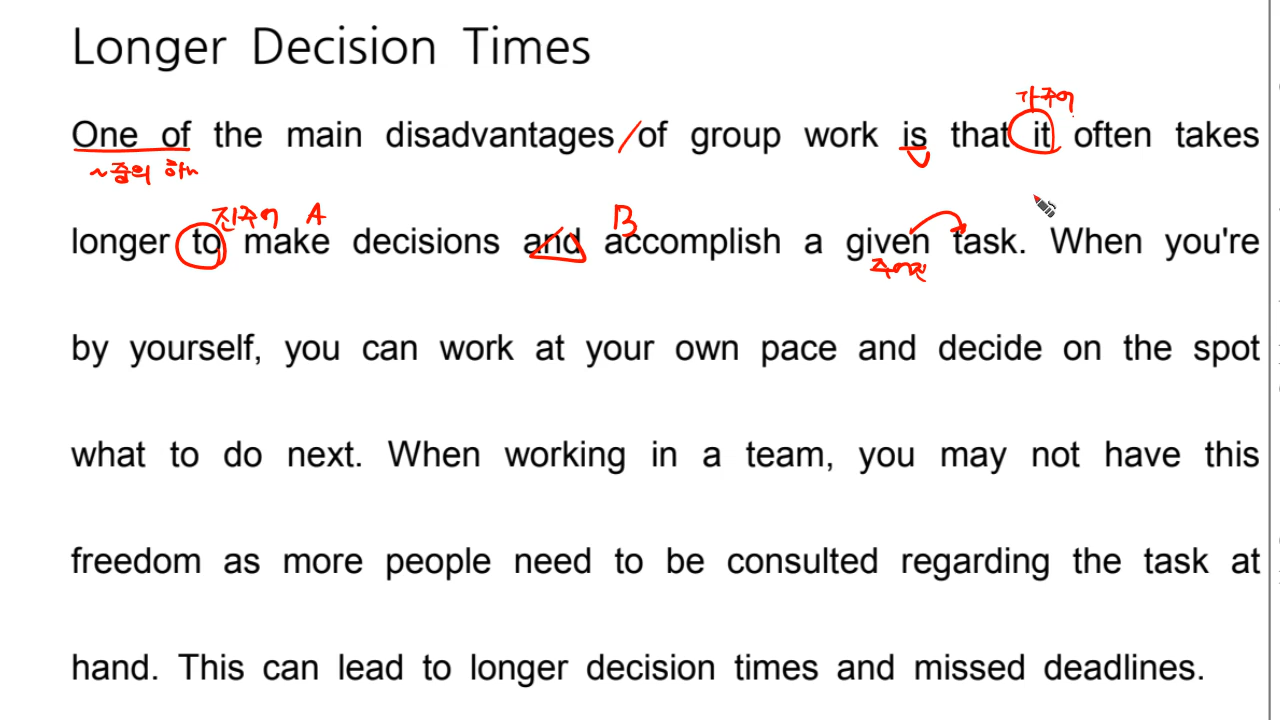 Longer Decision Times
가주어
One of the main disadvantages / of group work is that it often takes
~중의 하나
진주어 A B
longer to make decisions and accomplish a given task. When you're
주어진
by yourself, you can work at your own pace and decide on the spot
what to do next. When working in a team, you may not have this
freedom as more people need to be consulted regarding the task at
hand. This can lead to longer decision times and missed deadlines.